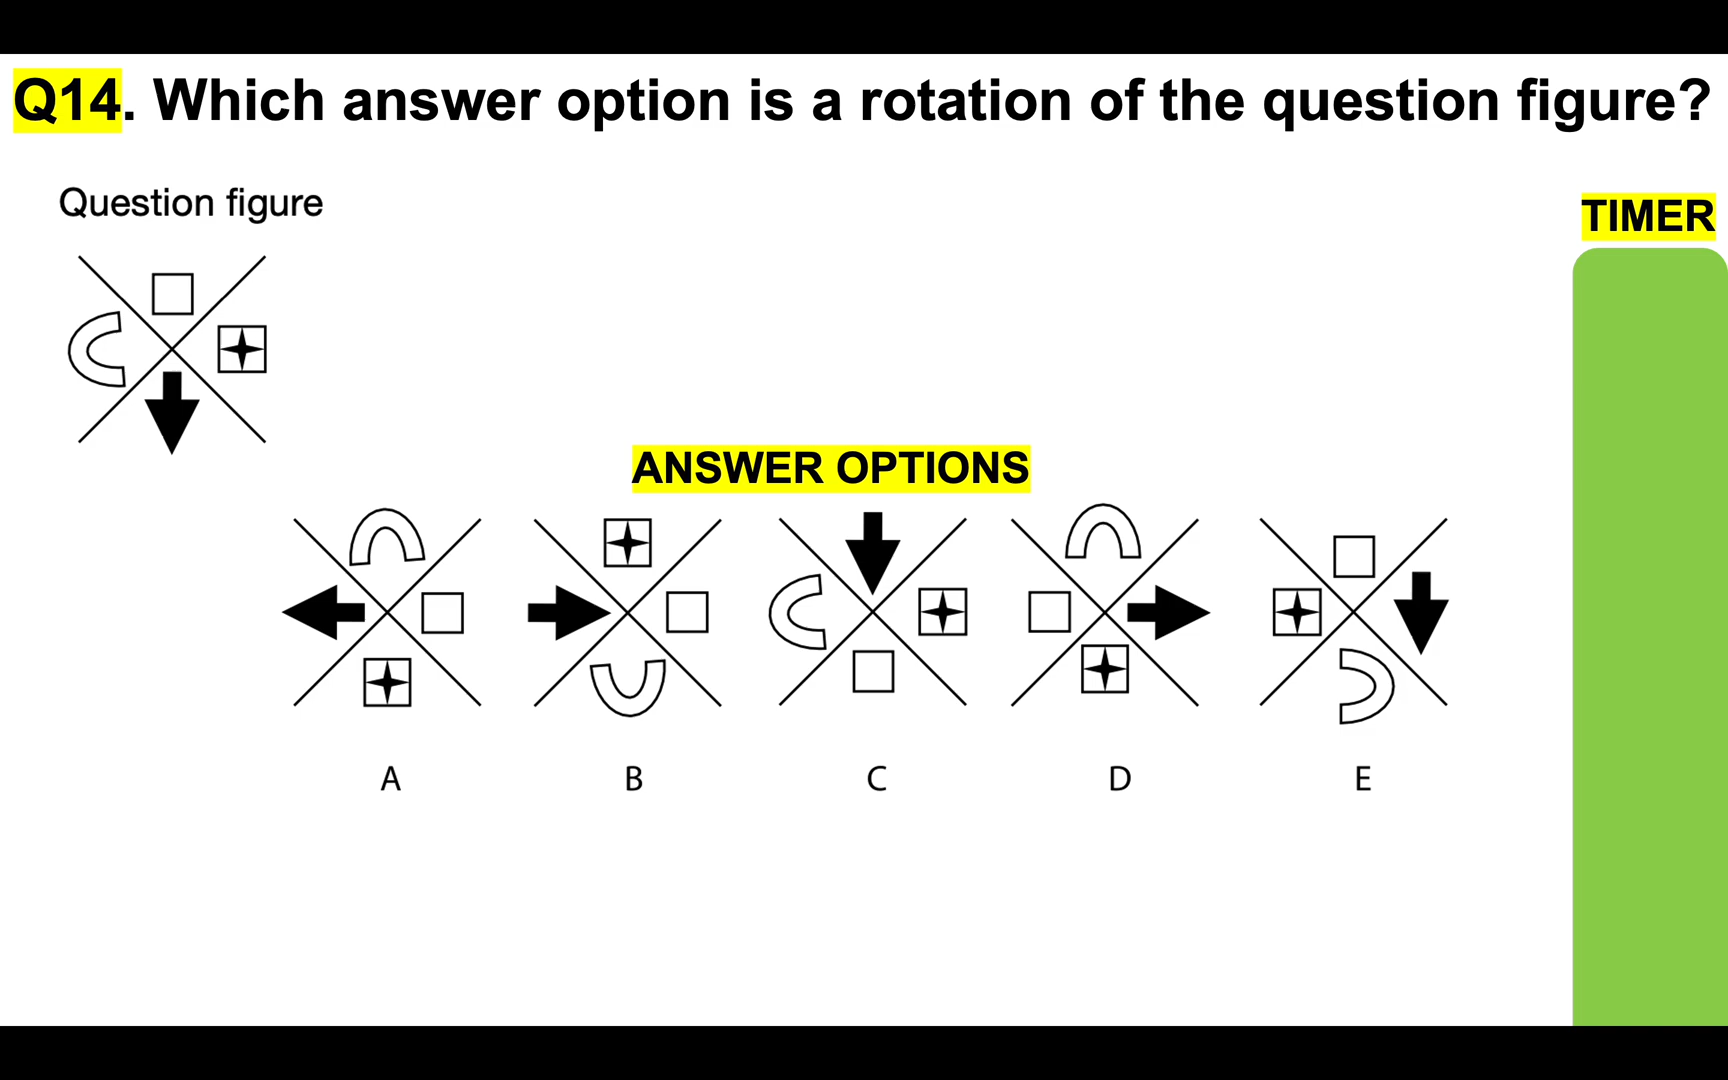 Q14. Which answer option is a rotation of the question figure?
Question figure
TIMER
ANSWER OPTIONS
A B C D E